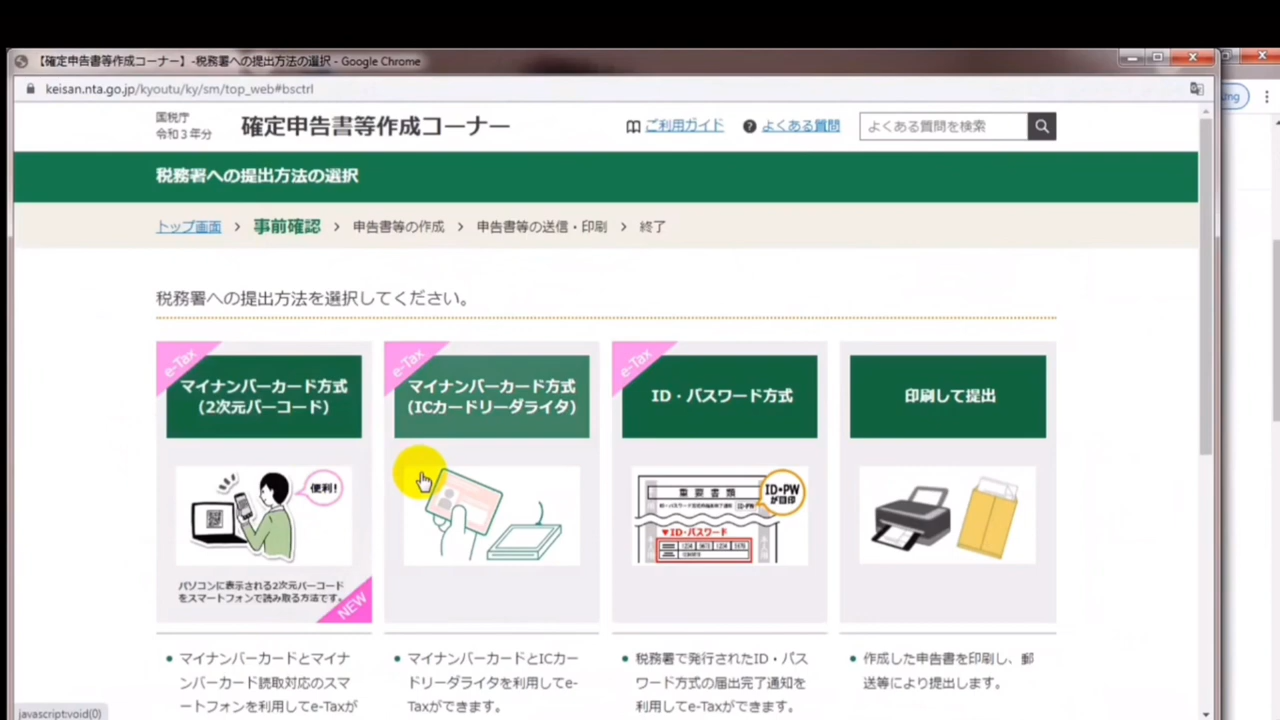 【確定申告書等作成コーナー】-税務署への提出方法の選択 - Google Chrome
keisan.nta.go.jp/kyoutu/ky/sm/top_web#bsctrl
国税庁
令和３年分
確定申告書等作成コーナー
ご利用ガイド
よくある質問
よくある質問を検索
税務署への提出方法の選択
トップ画面 > 事前確認 > 申告書等の作成 > 申告書等の送信・印刷 > 終了
税務署への提出方法を選択してください。
e-Tax
マイナンバーカード方式
（2次元バーコード）
便利！
パソコンに表示される2次元バーコード
をスマートフォンで読み取る方法です。
NEW
e-Tax
マイナンバーカード方式
（ICカードリーダライタ）
e-Tax
ID・パスワード方式
重要書類
ID・PW
が目印
▼ID・パスワード
印刷して提出
マイナンバーカードとマイナ
ンバーカード読取対応のスマ
ートフォンを利用してe-Taxが
マイナンバーカードとICカー
ドリーダライタを利用してe-
Taxができます。
税務署で発行されたID・パス
ワード方式の届出完了通知を
利用してe-Taxができます。
作成した申告書を印刷し、郵
送等により提出します。
javascript:void(0)